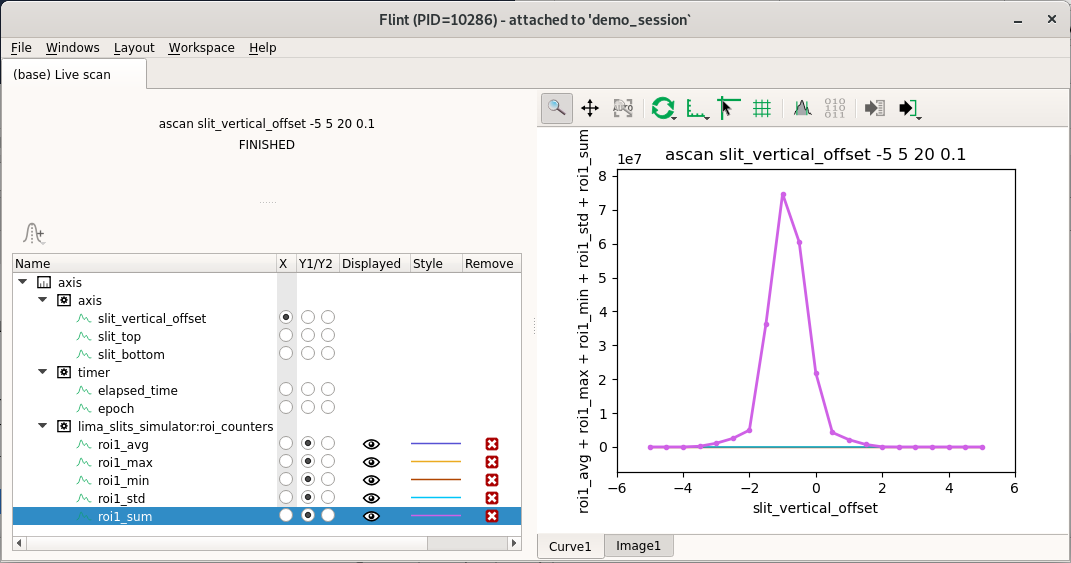 Flint (PID=10286) - attached to 'demo_session`
File Windows Layout Workspace Help
(base) Live scan
ascan slit_vertical_offset -5 5 20 0.1
FINISHED
Name X Y1/Y2 Displayed Style Remove
axis
axis
slit_vertical_offset
slit_top
slit_bottom
timer
elapsed_time
epoch
lima_slits_simulator:roi_counters
roi1_avg
roi1_max
roi1_min
roi1_std
roi1_sum
AUTO
010
110
011
ascan slit_vertical_offset -5 5 20 0.1
1e7
8
7
6
5
4
3
2
1
0
roi1_avg + roi1_max + roi1_min + roi1_std + roi1_sum
−6 −4 −2 0 2 4 6
slit_vertical_offset
Curve1 Image1